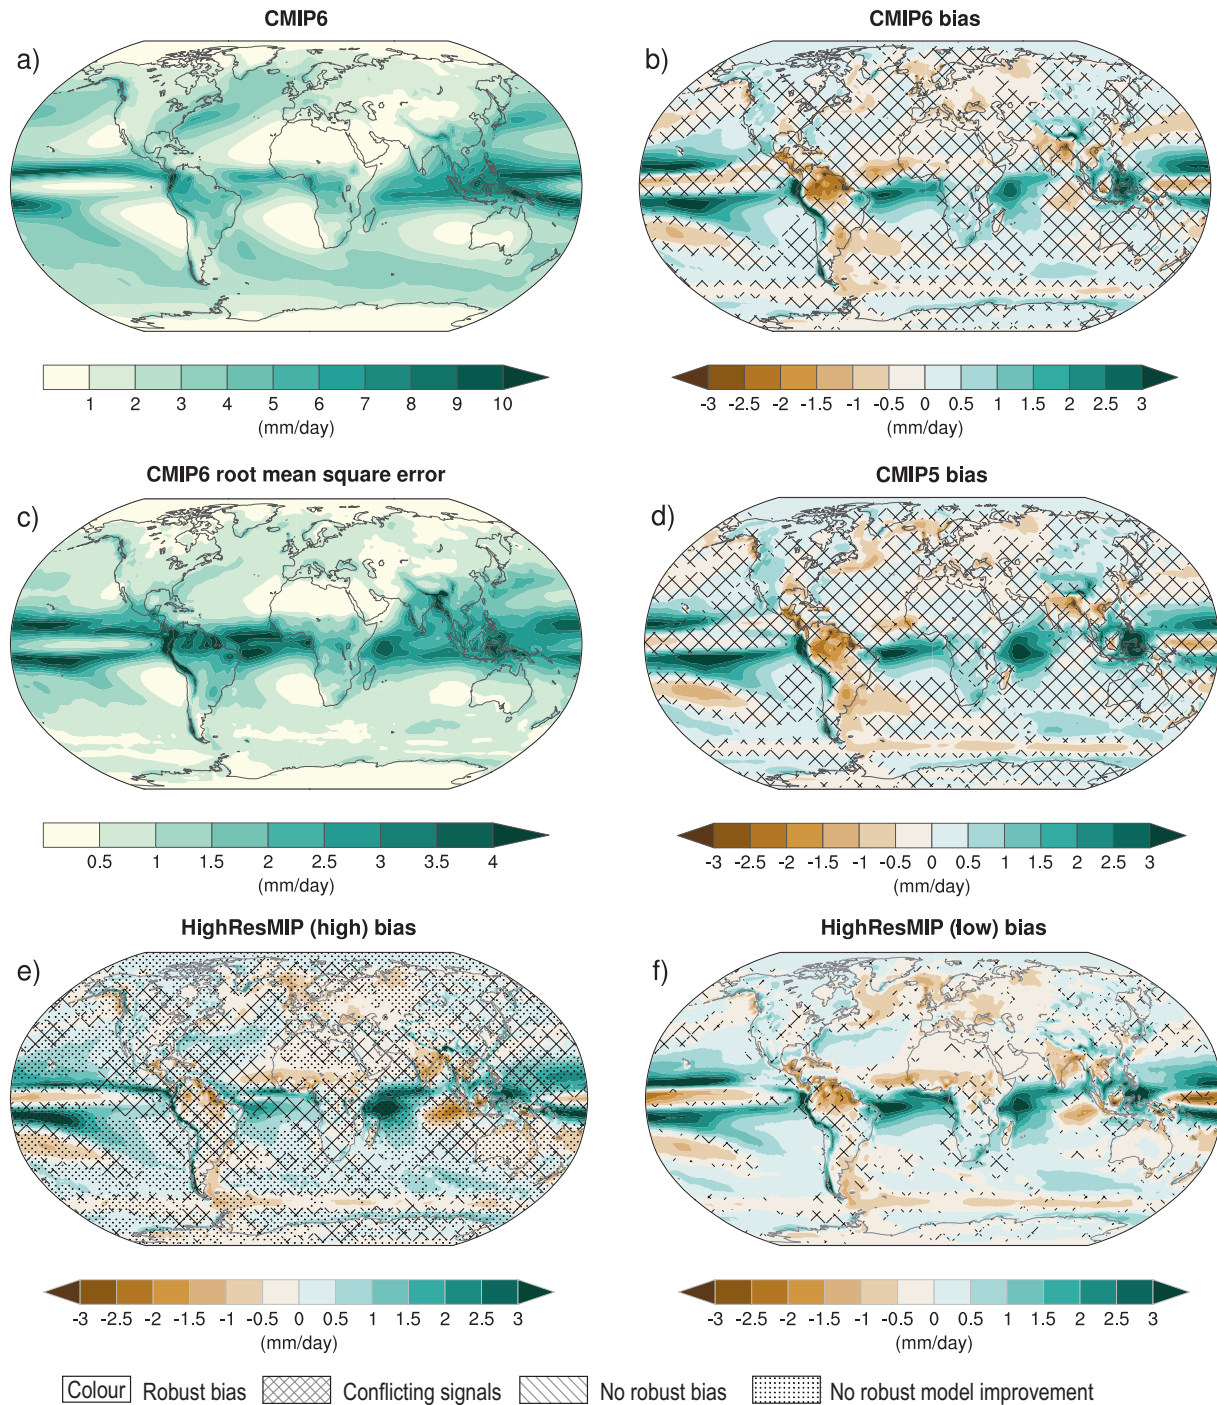 CMIP6
CMIP6 bias
a)
b)
1 2 3 4 5 6 7 8 9 10
(mm/day)
-3 -2.5 -2 -1.5 -1 -0.5 0 0.5 1 1.5 2 2.5 3
(mm/day)
CMIP6 root mean square error
CMIP5 bias
c)
d)
0.5 1 1.5 2 2.5 3 3.5 4
(mm/day)
-3 -2.5 -2 -1.5 -1 -0.5 0 0.5 1 1.5 2 2.5 3
(mm/day)
HighResMIP (high) bias
HighResMIP (low) bias
e)
f)
-3 -2.5 -2 -1.5 -1 -0.5 0 0.5 1 1.5 2 2.5 3
(mm/day)
-3 -2.5 -2 -1.5 -1 -0.5 0 0.5 1 1.5 2 2.5 3
(mm/day)
Colour Robust bias Conflicting signals No robust bias No robust model improvement